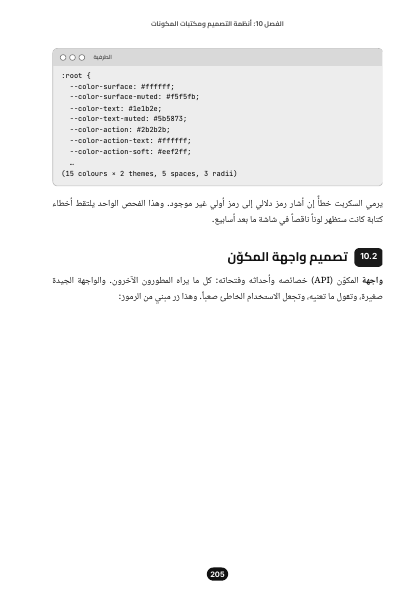 الفصل 10: أنظمة التصميم ومكتبات المكونات
الطرفية
:root {
--color-surface: #ffffff;
--color-surface-muted: #f5f5fb;
--color-text: #1e1b2e;
--color-text-muted: #5b5873;
--color-action: #2b2b2b;
--color-action-text: #ffffff;
--color-action-soft: #eef2ff;
…
(15 colours × 2 themes, 5 spaces, 3 radii)
يرمي السكربت خطأً إن أشار رمز دلالي إلى رمز أولي غير موجود. وهذا الفحص الواحد يلتقط أخطاء
كتابة كانت ستظهر لوناً ناقصاً في شاشة ما بعد أسابيع.
10.2 تصميم واجهة المكوّن
واجهة المكوّن (API) خصائصه وأحداثه وفتحاته: كل ما يراه المطورون الآخرون. والواجهة الجيدة
صغيرة، وتقول ما تعنيه، وتجعل الاستخدام الخاطئ صعباً. وهذا زر مبني من الرموز:
205